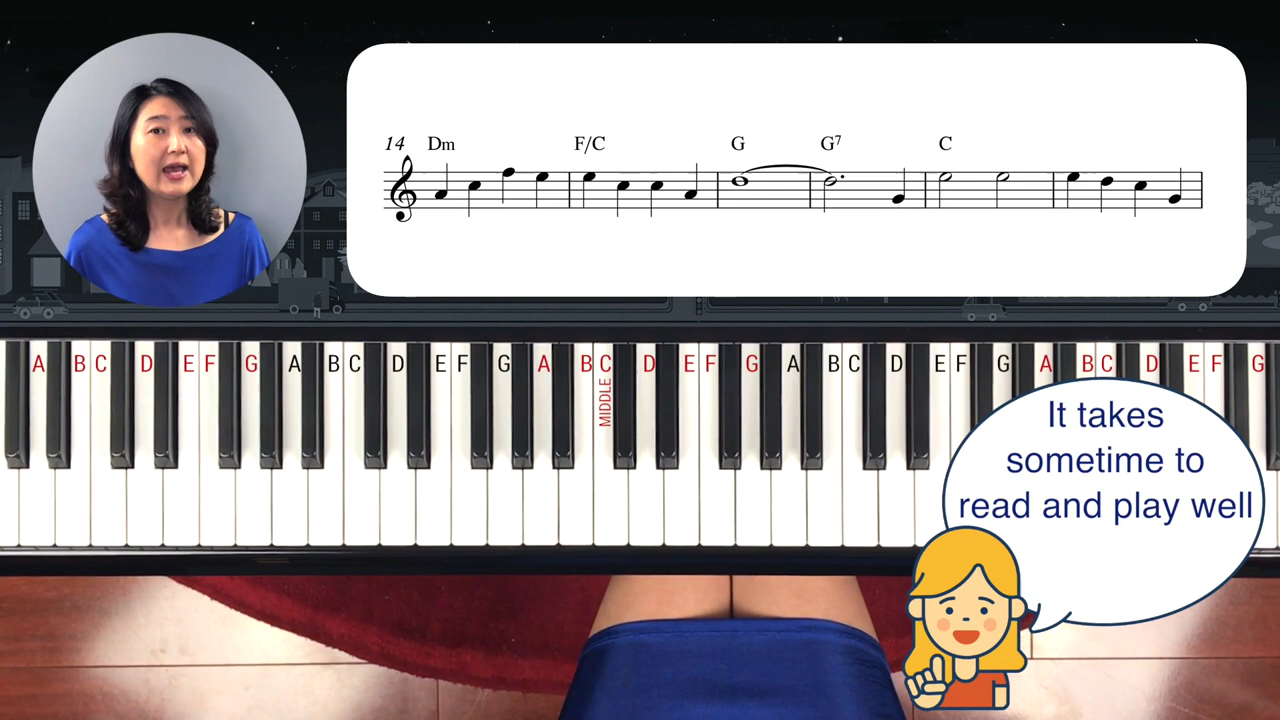 14 Dm F/C G G7 C
A B C D E F G A B C D E F G A B C D E F G A B C D E F G A B C D E F G
MIDDLE
It takes
sometime to
read and play well